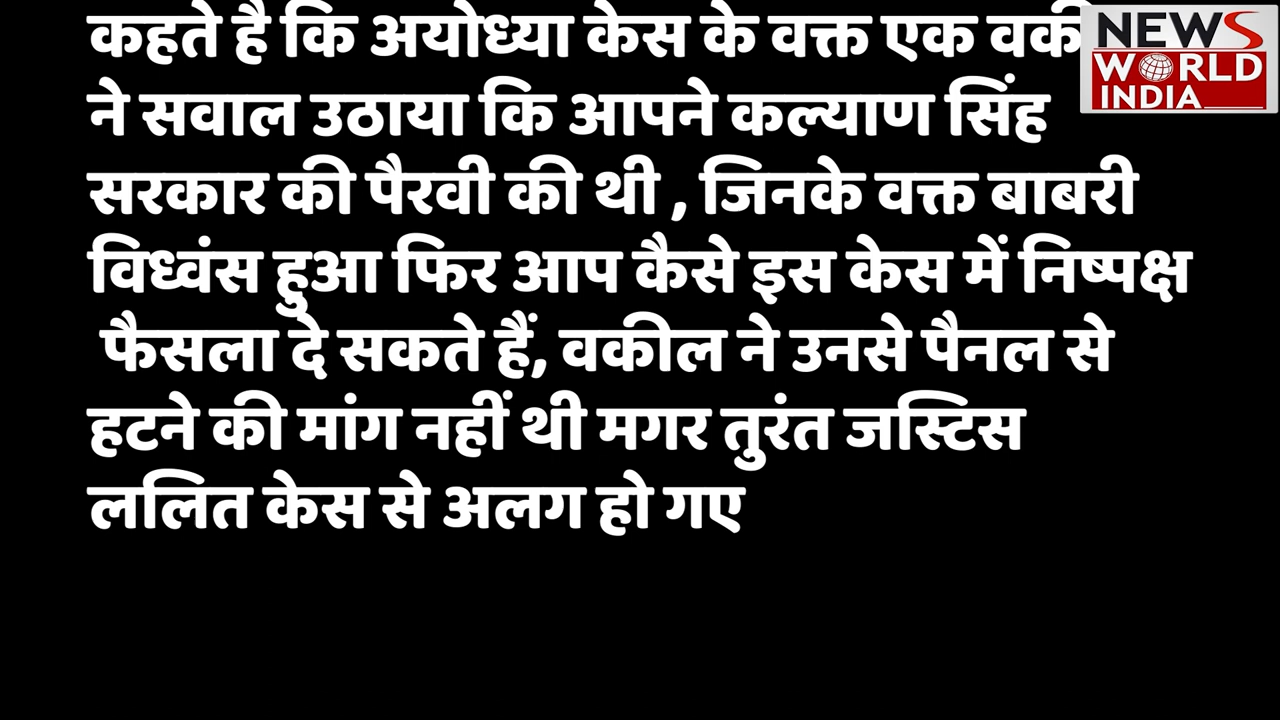 कहते है कि अयोध्या केस के वक्त एक
ने सवाल उठाया कि आपने कल्याण सिंह
सरकार की पैरवी की थी , जिनके वक्त बाबरी
विध्वंस हुआ फिर आप कैसे इस केस में निष्पक्ष
फैसला दे सकते हैं, वकील ने उनसे पैनल से
हटने की मांग नहीं थी मगर तुरंत जस्टिस
ललित केस से अलग हो गए
NEWS
WORLD
INDIA